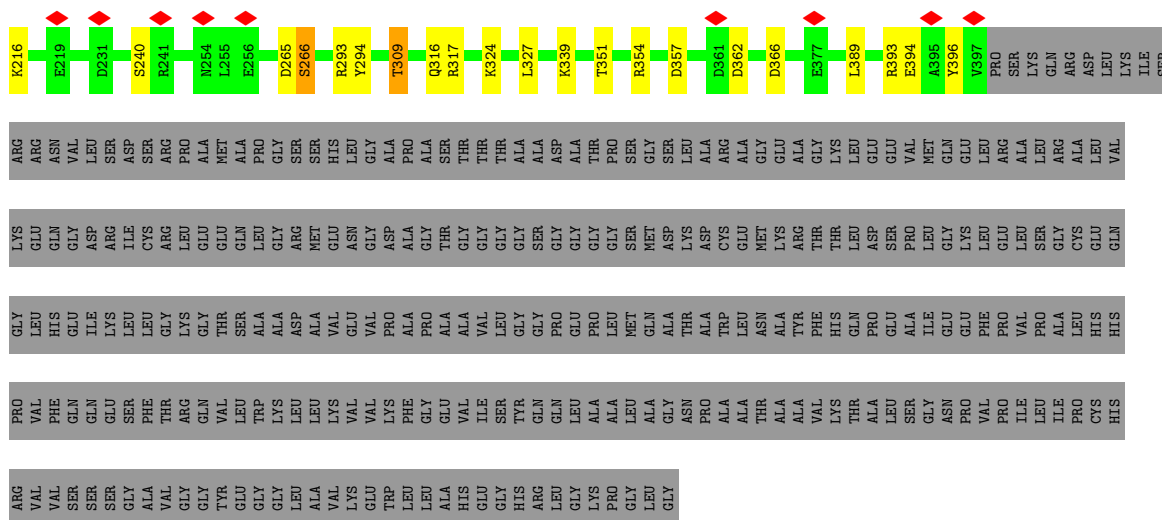 K216 E219 D231 S240 R241 N254 L255 E256 D265 S266 R293 Y294 T309 Q316 R317 K324 L327 K339 T351 R354 D357 D361 D362 D366 E377 L389 R393 E394 A395 Y396 V397 PRO SER LYS GLN ARG ASP LEU LYS ILE SER
ARG ARG ASN VAL LEU SER ASP SER ARG PRO ALA MET ALA PRO GLY SER SER HIS LEU GLY ALA PRO ALA SER THR THR THR ALA ALA ASP ALA THR PRO SER GLY SER LEU ALA ARG ALA GLY GLU ALA GLY LYS LEU GLU GLU VAL MET GLN GLU LEU ARG ALA LEU ARG ALA LEU VAL
LYS GLU GLN GLY ASP ARG ILE CYS ARG LEU GLU GLU GLN LEU GLY ARG MET GLU ASN GLY ASP ALA GLY THR GLY GLY GLY GLY SER GLY GLY GLY GLY SER MET ASP LYS ASP CYS GLU MET LYS ARG THR THR LEU ASP SER PRO LEU GLY LYS LEU GLU LEU SER GLY CYS GLU GLN
GLY LEU HIS GLU ILE LYS LEU LEU GLY LYS GLY THR SER ALA ALA ASP ALA VAL GLU VAL PRO ALA PRO ALA ALA VAL LEU GLY GLY PRO GLU PRO LEU MET GLN ALA THR ALA TRP LEU ASN ALA TYR PHE HIS GLN PRO GLU ALA ILE GLU GLU PHE PRO VAL PRO ALA LEU HIS HIS
PRO VAL PHE GLN GLN GLU SER PHE THR ARG GLN VAL LEU TRP LYS LEU LEU LYS VAL VAL LYS PHE GLY GLU VAL ILE SER TYR GLN GLN LEU ALA ALA LEU ALA GLY ASN PRO ALA ALA THR ALA ALA VAL LYS THR ALA LEU SER GLY ASN PRO VAL PRO ILE LEU ILE PRO CYS HIS
ARG VAL VAL SER SER SER GLY ALA VAL GLY GLY TYR GLU GLY GLY LEU ALA VAL LYS GLU TRP LEU LEU ALA HIS GLU GLY HIS ARG LEU GLY LYS PRO GLY LEU GLY